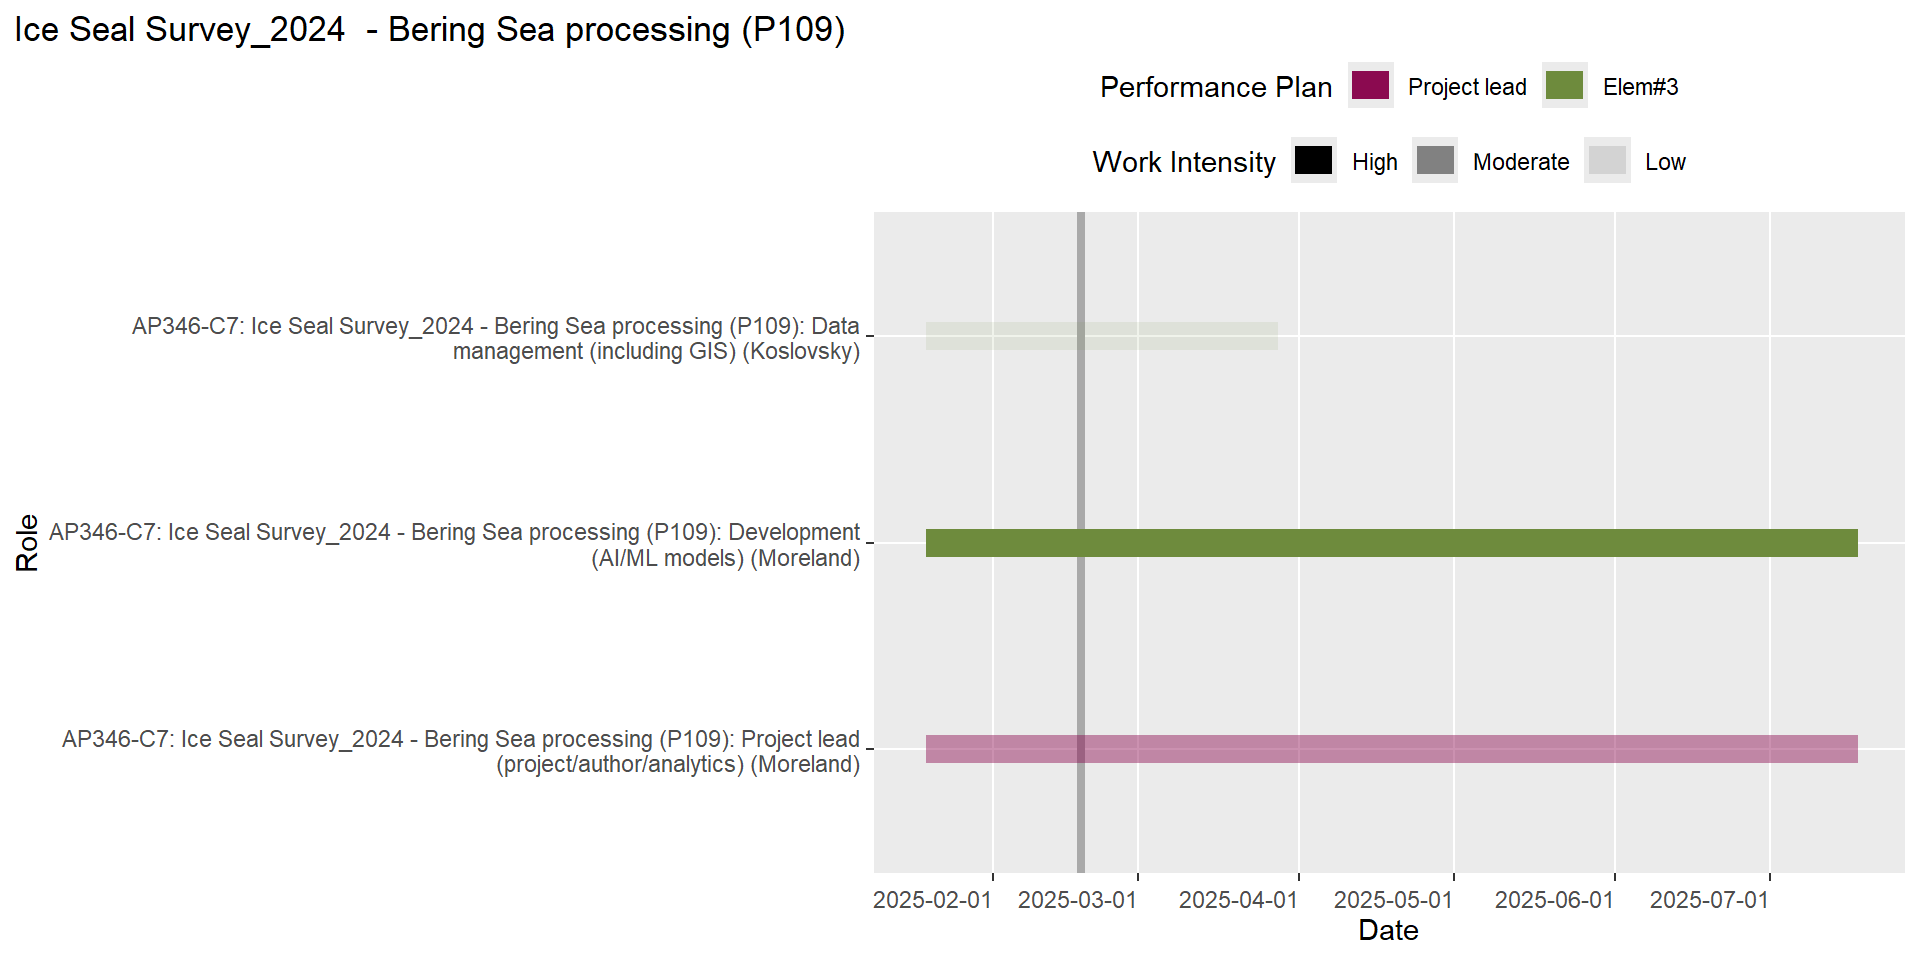 Ice Seal Survey_2024  - Bering Sea processing (P109)
Performance Plan Project lead Elem#3
Work Intensity High Moderate Low
AP346-C7: Ice Seal Survey_2024 - Bering Sea processing (P109): Data
management (including GIS) (Koslovsky)
AP346-C7: Ice Seal Survey_2024 - Bering Sea processing (P109): Development
(AI/ML models) (Moreland)
AP346-C7: Ice Seal Survey_2024 - Bering Sea processing (P109): Project lead
(project/author/analytics) (Moreland)
Role
2025-02-01 2025-03-01 2025-04-01 2025-05-01 2025-06-01 2025-07-01
Date